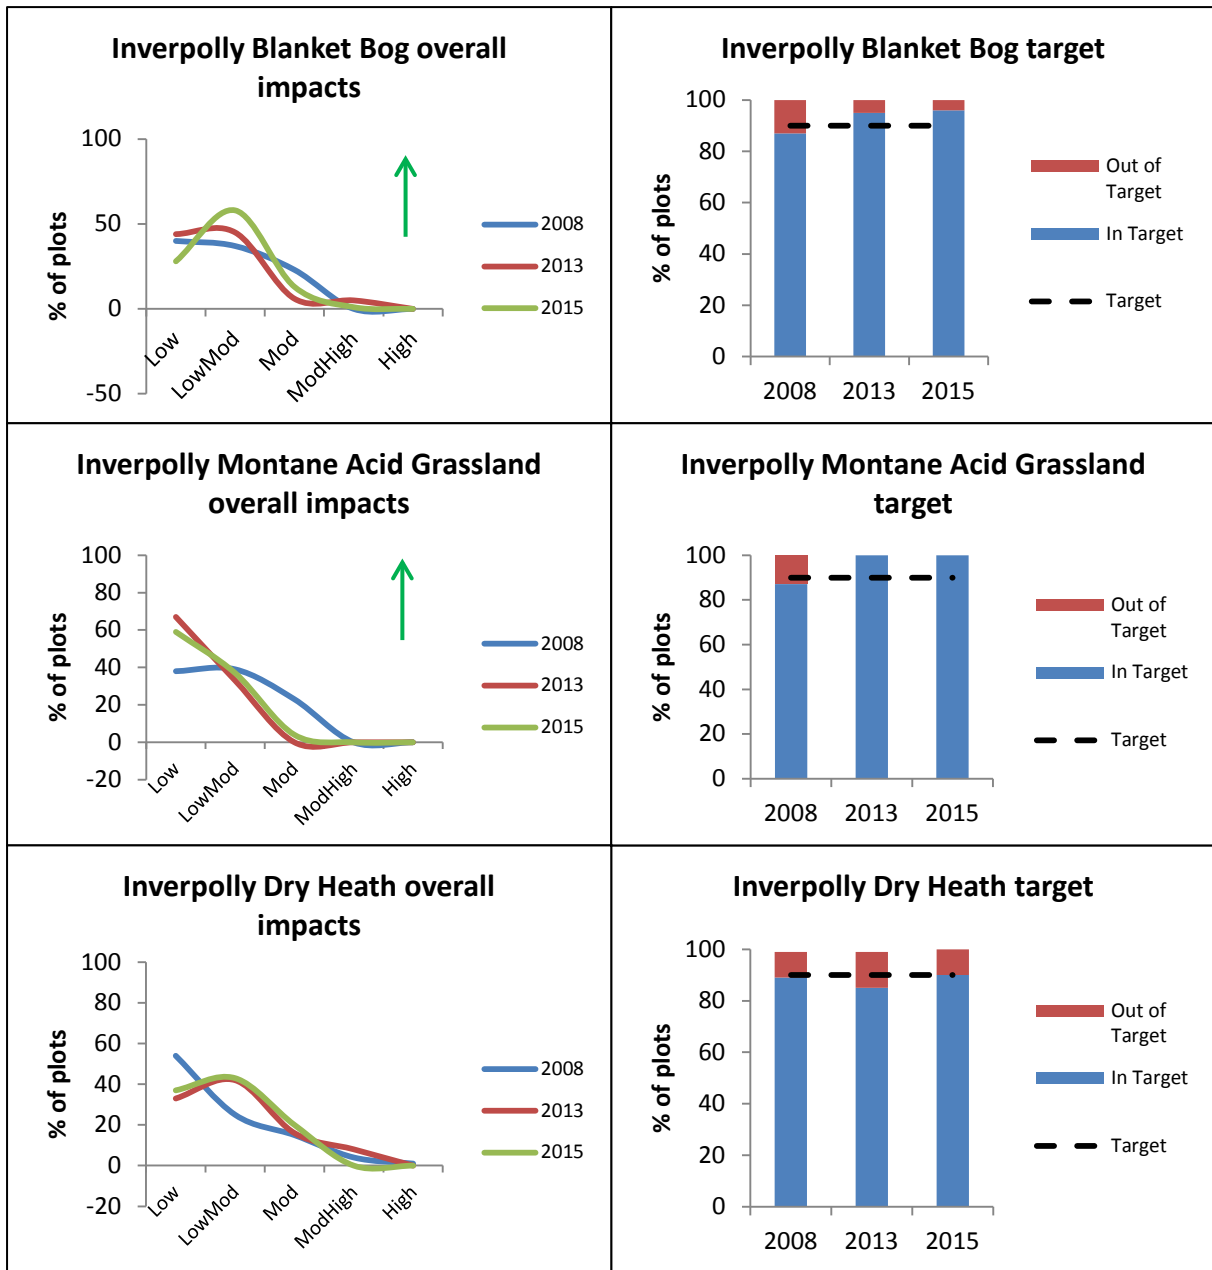 Inverpolly Blanket Bog overall
impacts
% of plots
100
50
0
-50
Low
LowMod
Mod
ModHigh
High
2008
2013
2015
Inverpolly Blanket Bog target
% of plots
100
80
60
40
20
0
2008 2013 2015
Out of
Target
In Target
Target
Inverpolly Montane Acid Grassland
overall impacts
% of plots
100
80
60
40
20
0
-20
Low
LowMod
Mod
ModHigh
High
2008
2013
2015
Inverpolly Montane Acid Grassland
target
% of plots
100
80
60
40
20
0
2008 2013 2015
Out of
Target
In Target
Target
Inverpolly Dry Heath overall
impacts
% of plots
100
80
60
40
20
0
-20
Low
LowMod
Mod
ModHigh
High
2008
2013
2015
Inverpolly Dry Heath target
% of plots
100
80
60
40
20
0
2008 2013 2015
Out of
Target
In Target
Target